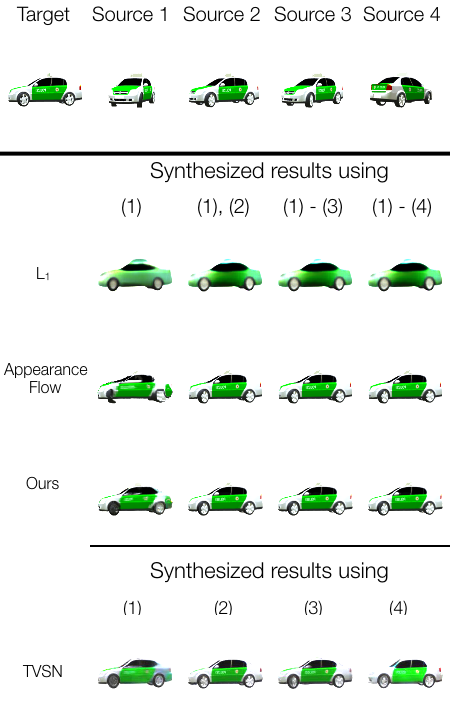 Target Source 1 Source 2 Source 3 Source 4
Synthesized results using
(1) (1), (2) (1) - (3) (1) - (4)
L₁
Appearance
Flow
Ours
Synthesized results using
(1) (2) (3) (4)
TVSN